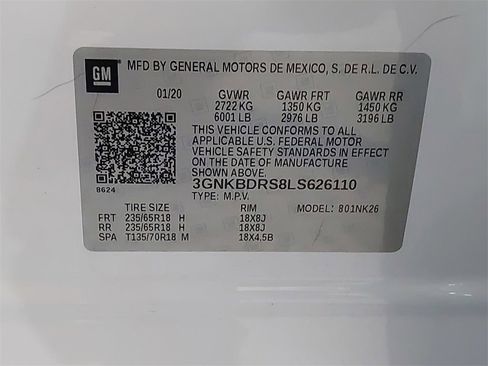 GM MFD BY GENERAL MOTORS DE MEXICO, S. DE R.L. DE C.V.
01/20 GVWR GAWR FRT GAWR RR
2722 KG 1350 KG 1450 KG
6001 LB 2976 LB 3196 LB
THIS VEHICLE CONFORMS TO ALL
APPLICABLE U.S. FEDERAL MOTOR
VEHICLE SAFETY STANDARDS IN EFFECT
ON THE DATE OF MANUFACTURE
SHOWN ABOVE.
3GNKBDRS8LS626110
8624 TYPE: M.P.V.
TIRE SIZE RIM MODEL: 801NK26
FRT 235/65R18 H 18X8J
RR 235/65R18 H 18X8J
SPA T135/70R18 M 18X4.5B